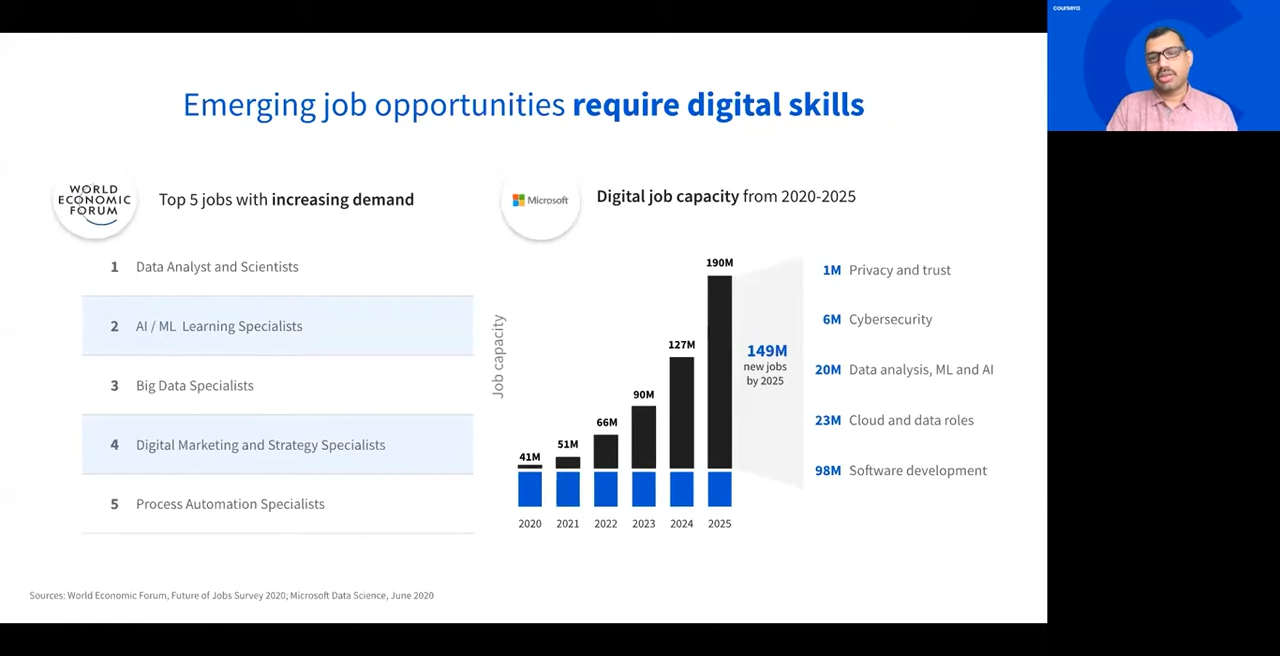 coursera
Emerging job opportunities require digital skills
WORLD
ECONOMIC
FORUM
Top 5 jobs with increasing demand
1 Data Analyst and Scientists
2 AI / ML Learning Specialists
3 Big Data Specialists
4 Digital Marketing and Strategy Specialists
5 Process Automation Specialists
Microsoft
Digital job capacity from 2020-2025
Job capacity
41M
51M
66M
90M
127M
190M
2020 2021 2022 2023 2024 2025
149M
new jobs
by 2025
1M Privacy and trust
6M Cybersecurity
20M Data analysis, ML and AI
23M Cloud and data roles
98M Software development
Sources: World Economic Forum, Future of Jobs Survey 2020; Microsoft Data Science, June 2020